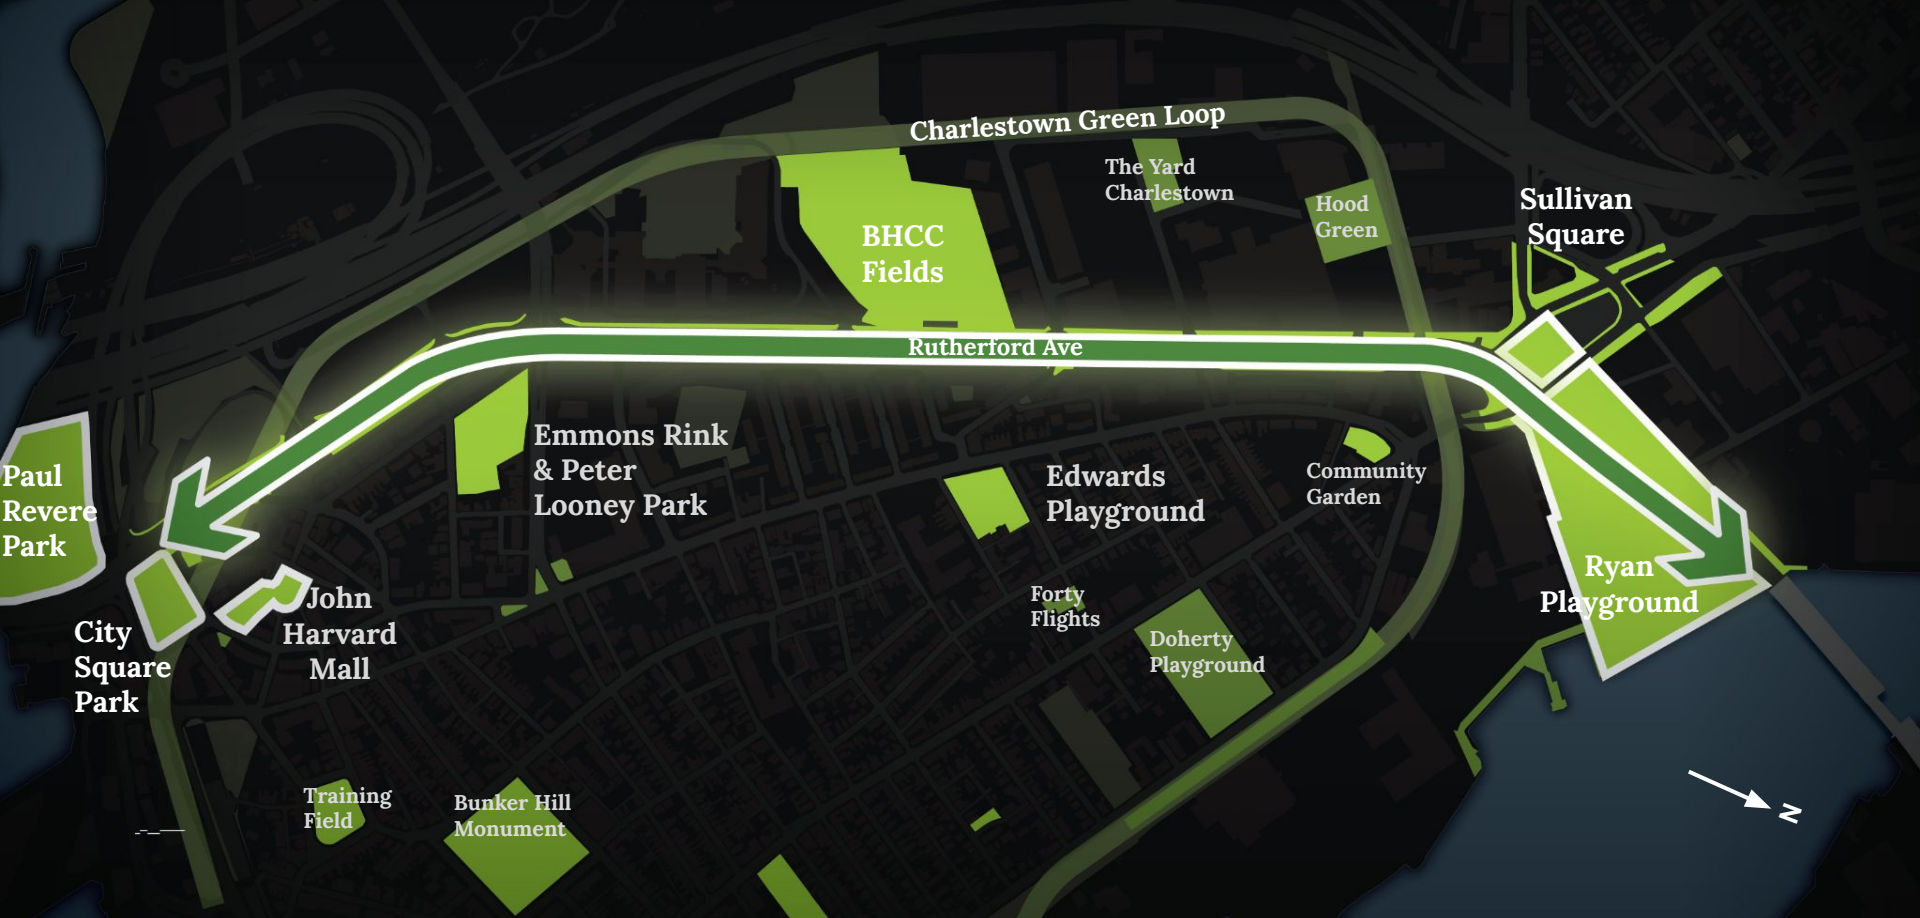 Charlestown Green Loop
The Yard
Charlestown
Hood
Green
Sullivan
Square
BHCC
Fields
Rutherford Ave
Emmons Rink
& Peter
Looney Park
Edwards
Playground
Community
Garden
Paul
Revere
Park
City
Square
Park
John
Harvard
Mall
Forty
Flights
Doherty
Playground
Ryan
Playground
Training
Field
Bunker Hill
Monument
N